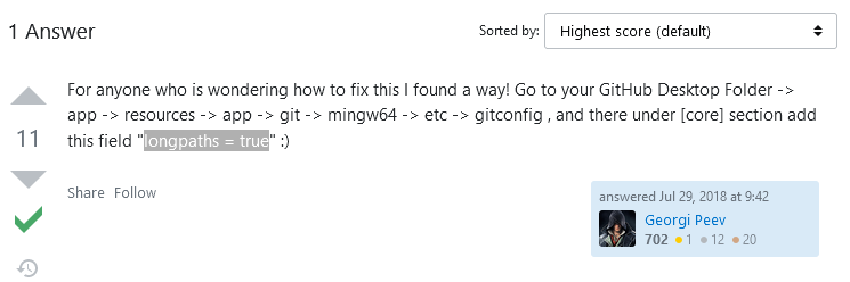 1 Answer
Sorted by: Highest score (default)
For anyone who is wondering how to fix this I found a way! Go to your GitHub Desktop Folder ->
app -> resources -> app -> git -> mingw64 -> etc -> gitconfig , and there under [core] section add
this field "longpaths = true" :)
11
Share Follow
answered Jul 29, 2018 at 9:42
Georgi Peev
702 1 12 20